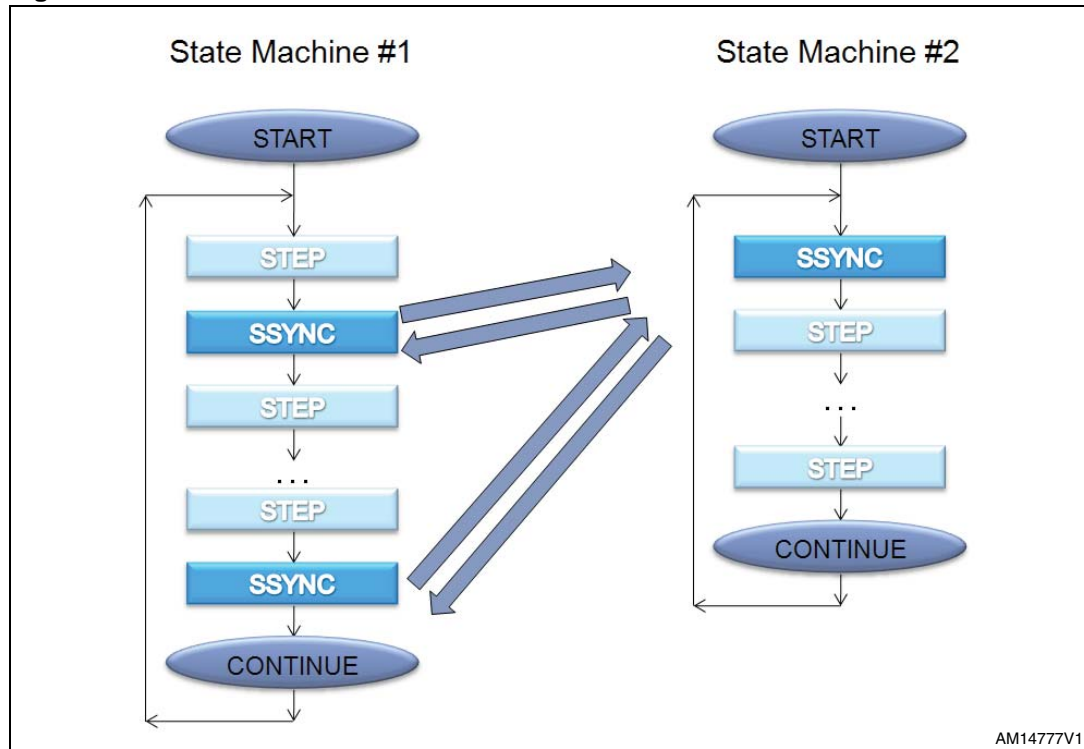 State Machine #1
START
STEP
SSYNC
STEP
...
STEP
SSYNC
CONTINUE
State Machine #2
START
SSYNC
STEP
...
STEP
CONTINUE
AM14777V1